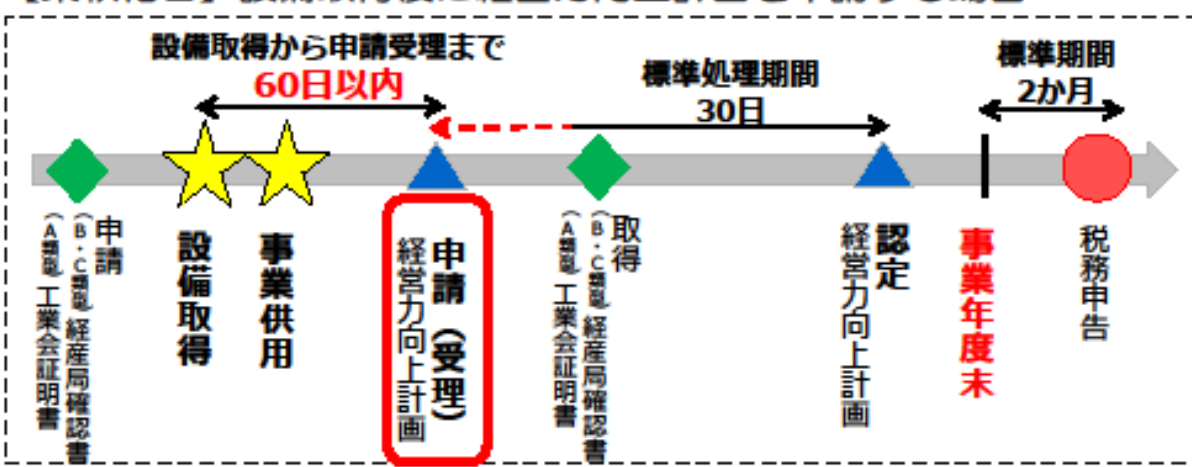 設備取得から申請受理まで
60日以内
標準処理期間
30日
標準期間
2か月
申請
(A類型)工業会証明書
(B・C類型)経産局確認書
設備取得
事業供用
申請(受理)
経営力向上計画
取得
(A類型)工業会証明書
(B・C類型)経産局確認書
認定
経営力向上計画
事業年度末
税務申告